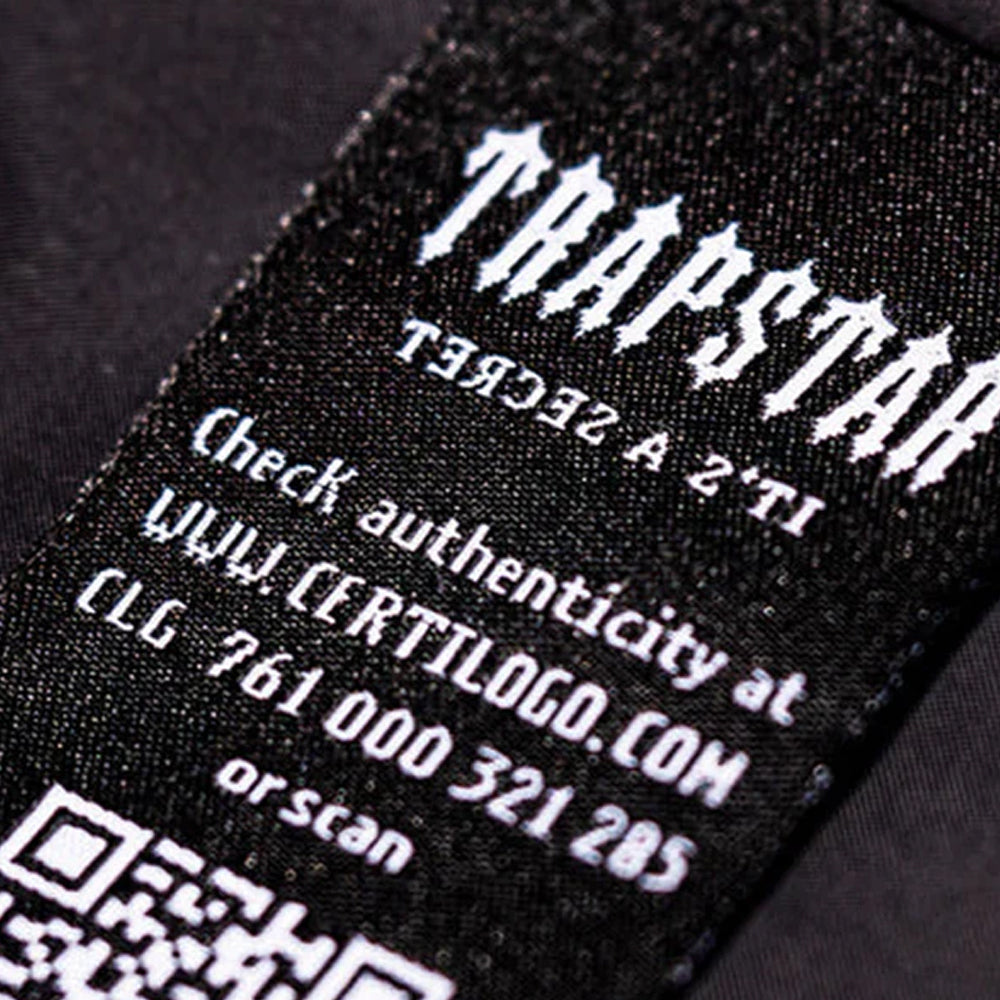 TRAPSTAR
IT'S A SECRET
Check authenticity at
WWW.CERTILOGO.COM
CLG 761 000 321 285
or scan